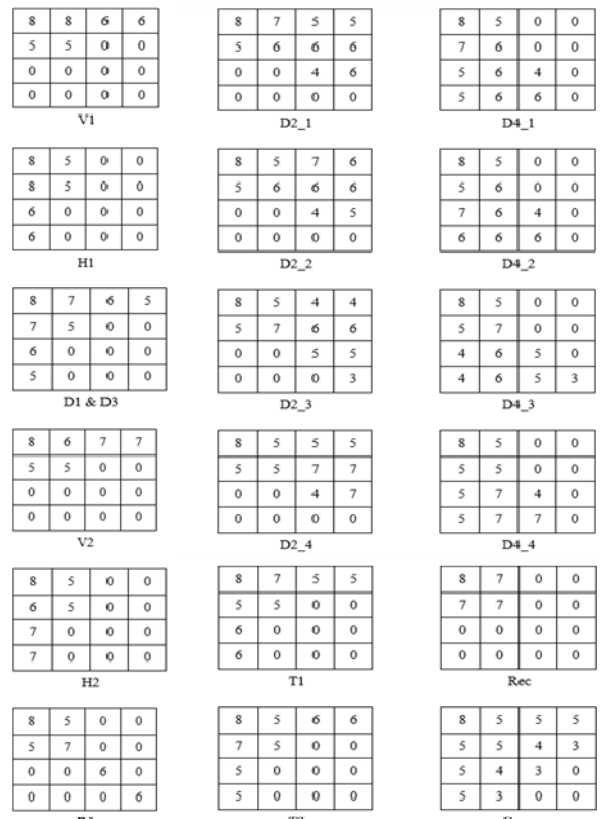 8 8 6 6
5 5 0 0
0 0 0 0
0 0 0 0
V1
8 7 5 5
5 6 6 6
0 0 4 6
0 0 0 0
D2_1
8 5 0 0
7 6 0 0
5 6 4 0
5 6 6 0
D4_1
8 5 0 0
8 5 0 0
6 0 0 0
6 0 0 0
H1
8 5 7 6
5 6 6 6
0 0 4 5
0 0 0 0
D2_2
8 5 0 0
5 6 0 0
7 6 4 0
6 6 6 0
D4_2
8 7 6 5
7 5 0 0
6 0 0 0
5 0 0 0
D1 & D3
8 5 4 4
5 7 6 6
0 0 5 5
0 0 0 3
D2_3
8 5 0 0
5 7 0 0
4 6 5 0
4 6 5 3
D4_3
8 6 7 7
5 5 0 0
0 0 0 0
0 0 0 0
V2
8 5 5 5
5 5 7 7
0 0 4 7
0 0 0 0
D2_4
8 5 0 0
5 5 0 0
5 7 4 0
5 7 7 0
D4_4
8 5 0 0
6 5 0 0
7 0 0 0
7 0 0 0
H2
8 7 5 5
5 5 0 0
6 0 0 0
6 0 0 0
T1
8 7 0 0
7 7 0 0
0 0 0 0
0 0 0 0
Rec
8 5 0 0
5 7 0 0
0 0 6 0
0 0 0 6
8 5 6 6
7 5 0 0
5 0 0 0
5 0 0 0
8 5 5 5
5 5 4 3
5 4 3 0
5 3 0 0